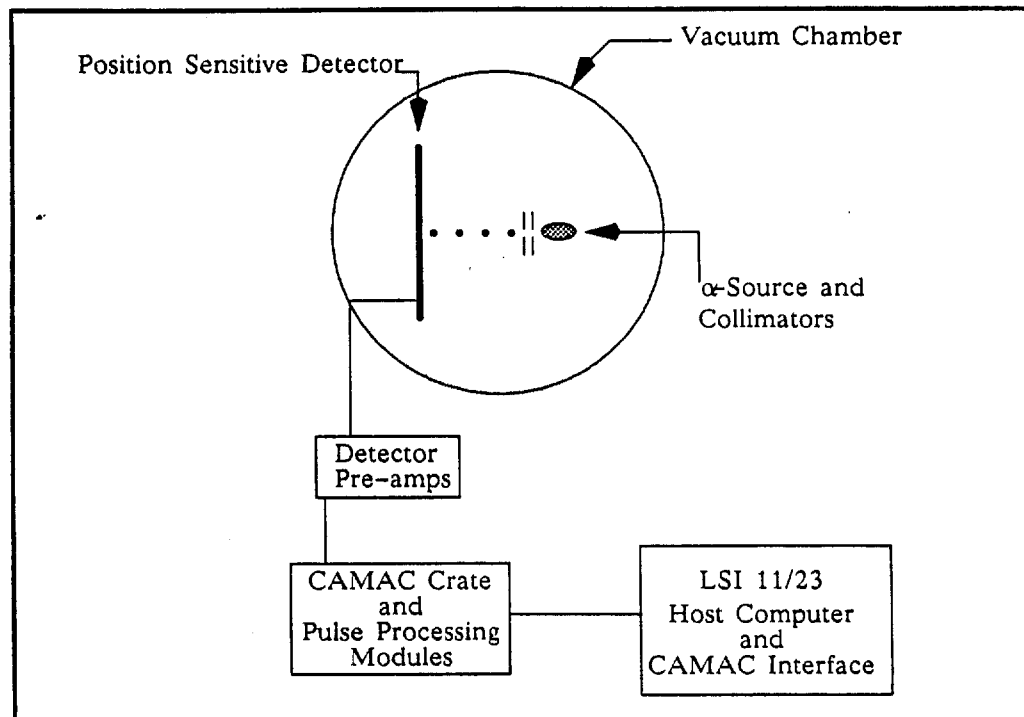 Vacuum Chamber
Position Sensitive Detector
α-Source and
Collimators
Detector
Pre-amps
CAMAC Crate
and
Pulse Processing
Modules
LSI 11/23
Host Computer
and
CAMAC Interface